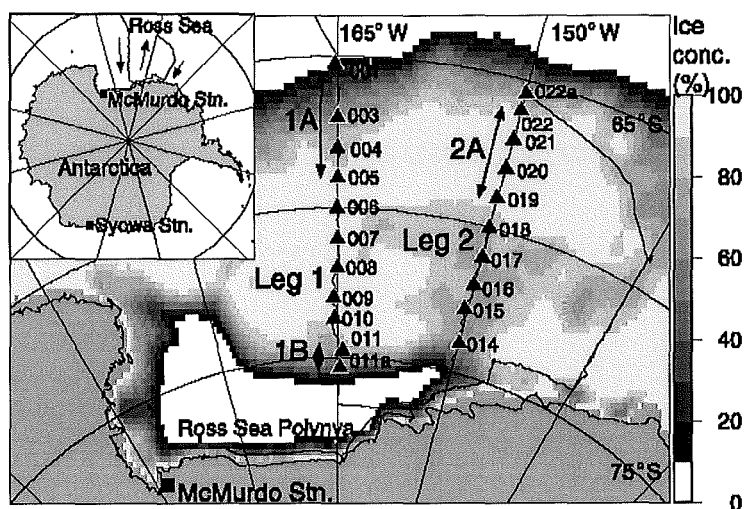 Ross Sea
McMurdo Stn.
Antarctica
Syowa Stn.
165° W
150° W
Ice
conc.
(%)
100
80
60
40
20
0
65°S
75°S
001
003
004
005
006
007
008
009
010
011
011a
1A
1B
Leg 1
022a
022
021
020
019
018
017
016
015
014
2A
Leg 2
Ross Sea Polynya
McMurdo Stn.